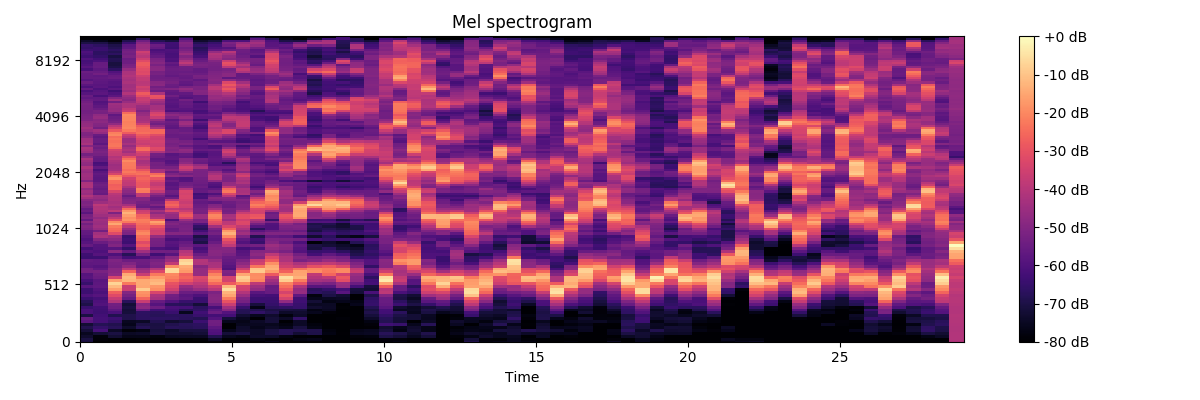 Mel spectrogram
+0 dB
8192
-10 dB
4096
-20 dB
-30 dB
2048
-40 dB
Hz
1024
-50 dB
-60 dB
512
-70 dB
0
-80 dB
0 5 10 15 20 25
Time